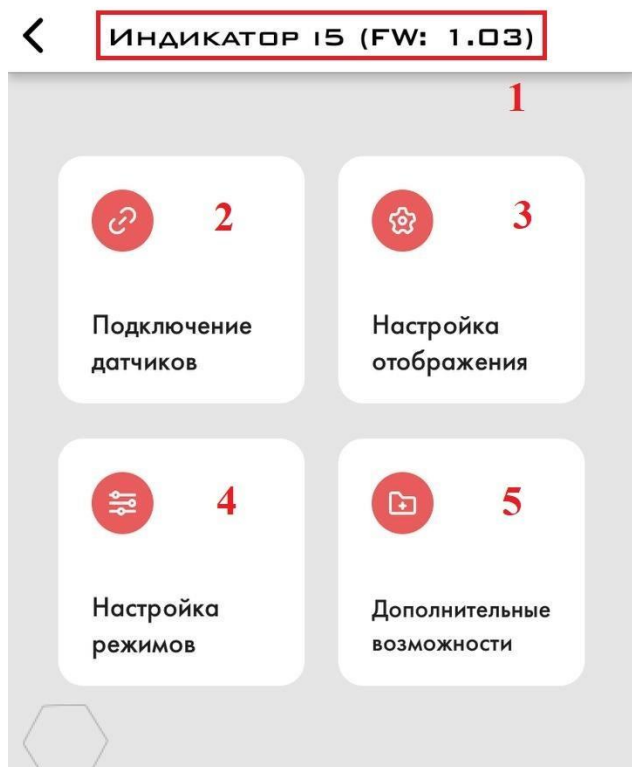 Индикатор i5 (FW: 1.03)
1
2
3
Подключение
датчиков
Настройка
отображения
4
5
Настройка
режимов
Дополнительные
возможности